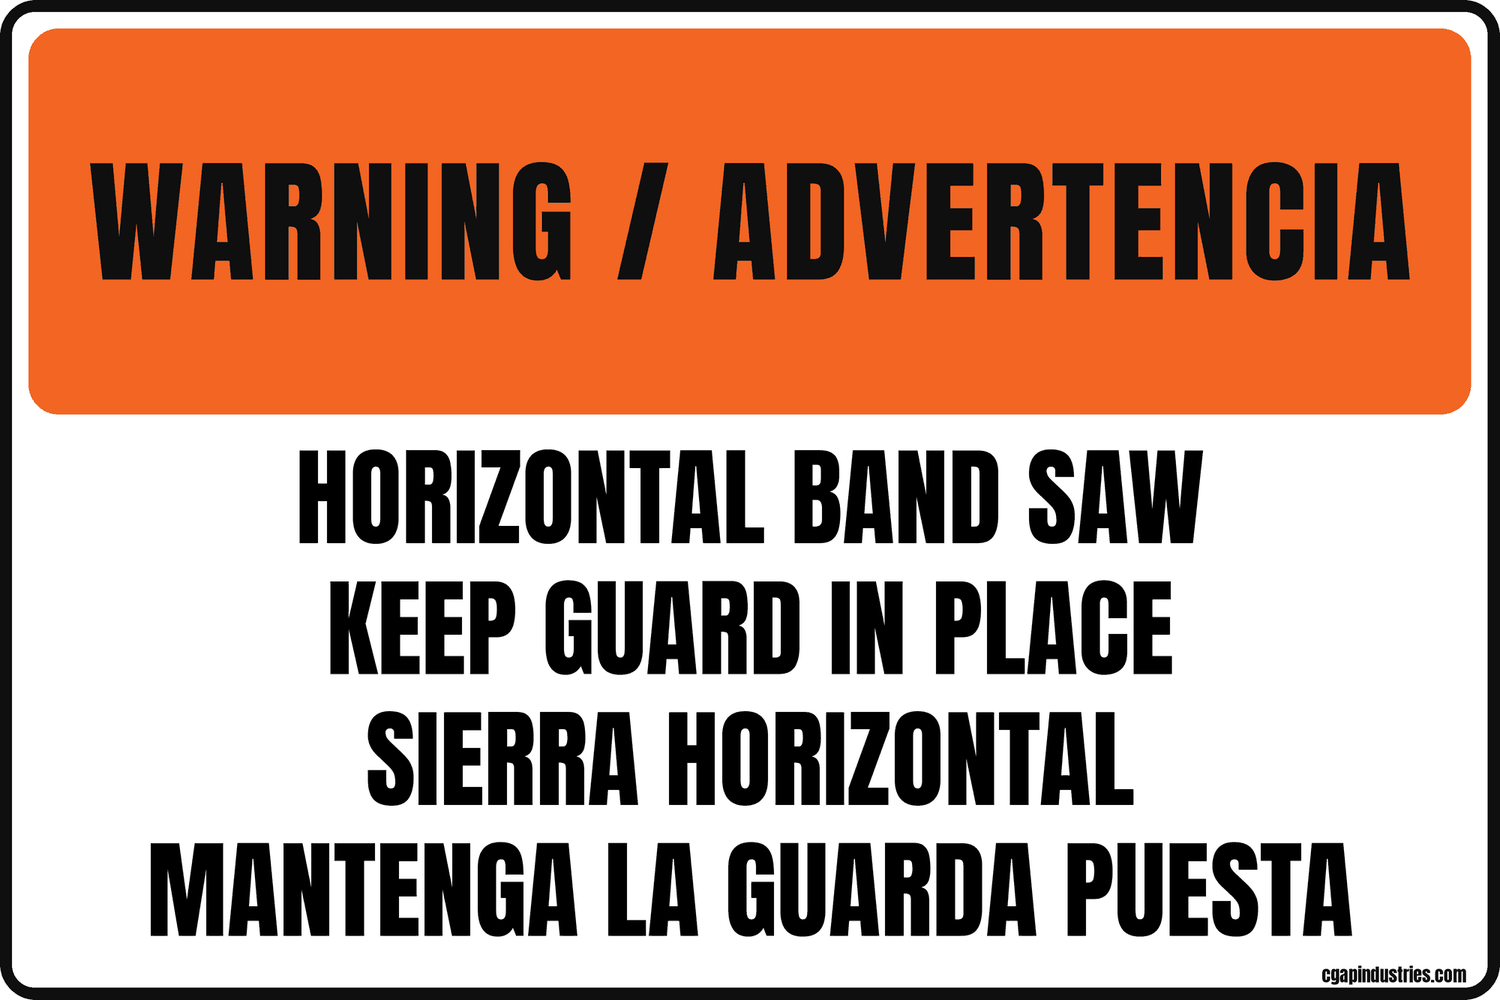 WARNING / ADVERTENCIA
HORIZONTAL BAND SAW
KEEP GUARD IN PLACE
SIERRA HORIZONTAL
MANTENGA LA GUARDA PUESTA
cgapindustries.com